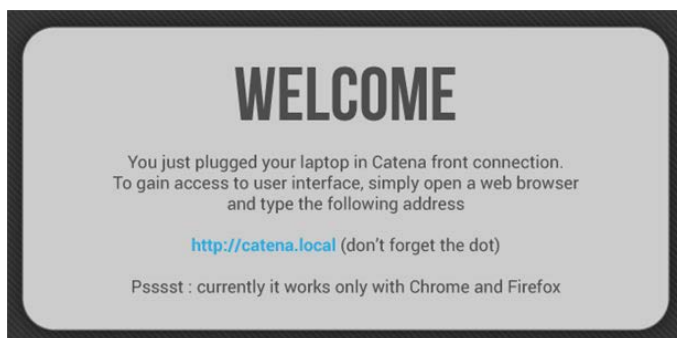 WELCOME
You just plugged your laptop in Catena front connection.
To gain access to user interface, simply open a web browser
and type the following address
http://catena.local (don't forget the dot)
Psssst : currently it works only with Chrome and Firefox